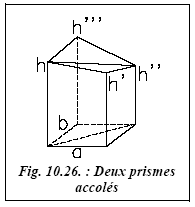 h'''
h
h'
h''
b
a
Fig. 10.26. : Deux prismes
accolés